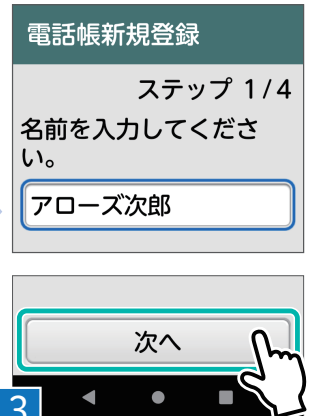 電話帳新規登録
ステップ 1/4
名前を入力してくださ
い。
アローズ次郎
次へ
3